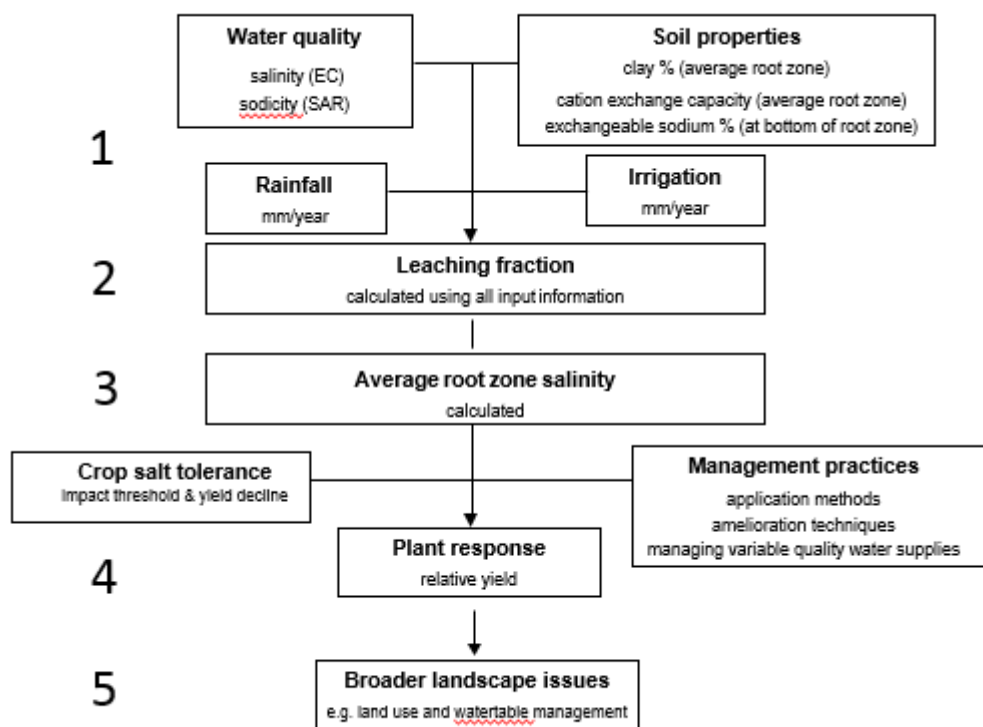 Water quality
salinity (EC)
sodicity (SAR)
Soil properties
clay % (average root zone)
cation exchange capacity (average root zone)
exchangeable sodium % (at bottom of root zone)
1
Rainfall
mm/year
Irrigation
mm/year
2
Leaching fraction
calculated using all input information
3
Average root zone salinity
calculated
Crop salt tolerance
impact threshold & yield decline
Management practices
application methods
amelioration techniques
managing variable quality water supplies
4
Plant response
relative yield
5
Broader landscape issues
e.g. land use and watertable management